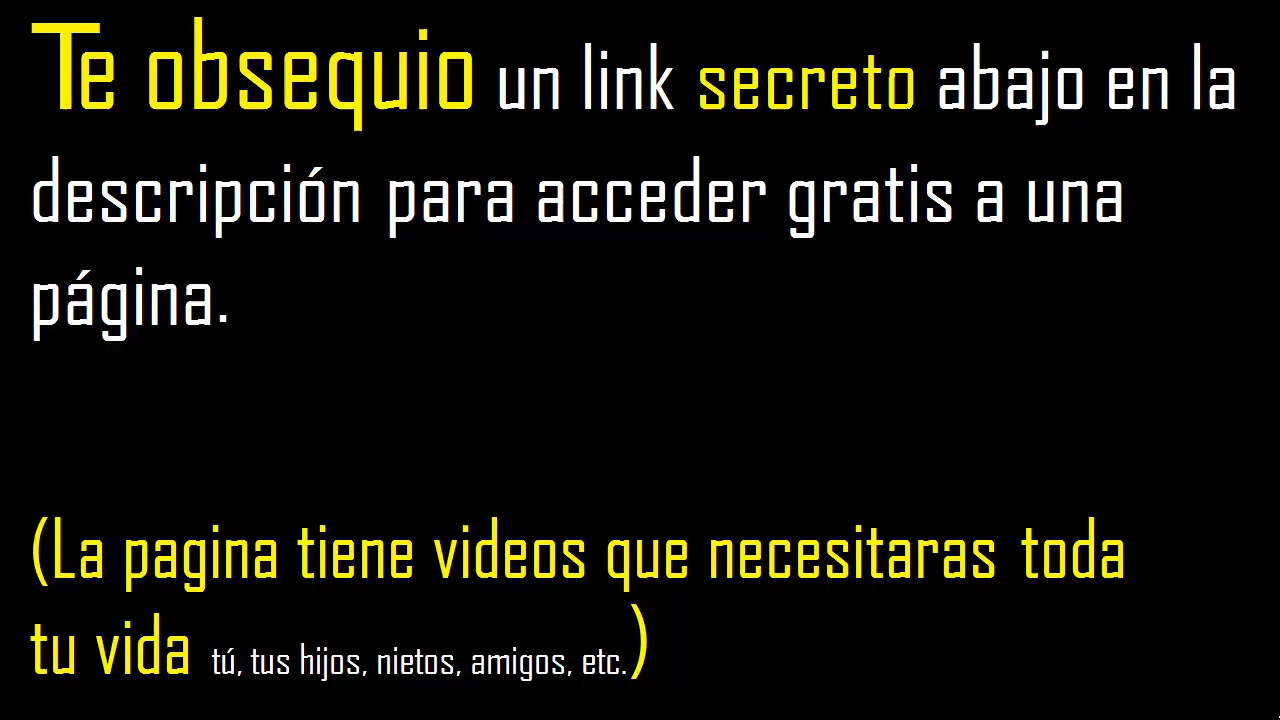 Te obsequio un link secreto abajo en la
descripción para acceder gratis a una
página.
(La pagina tiene videos que necesitaras toda
tu vida tú, tus hijos, nietos, amigos, etc.)